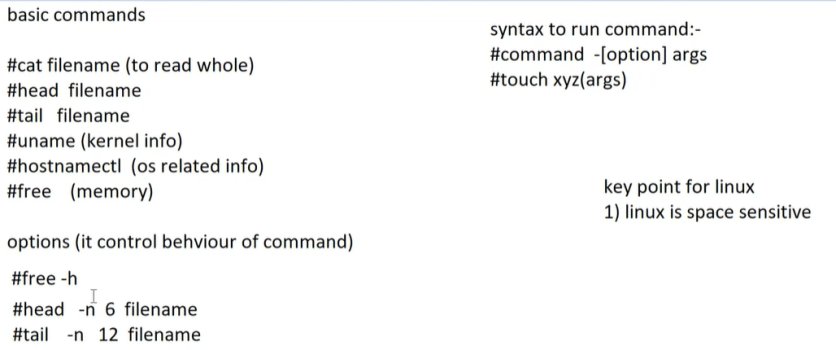 basic commands
#cat filename (to read whole)
#head filename
#tail filename
#uname (kernel info)
#hostnamectl (os related info)
#free (memory)
options (it control behviour of command)
#free -h
#head -n 6 filename
#tail -n 12 filename
syntax to run command:-
#command -[option] args
#touch xyz(args)
key point for linux
1) linux is space sensitive